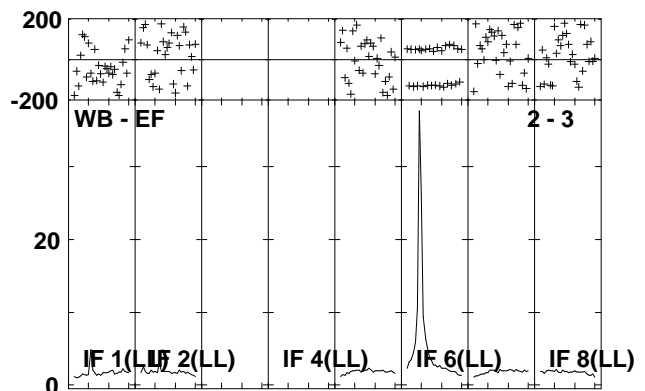 200
-200
WB - EF 2 - 3
20
0
IF 1(LL) IF 2(LL) IF 4(LL) IF 6(LL) IF 8(LL)